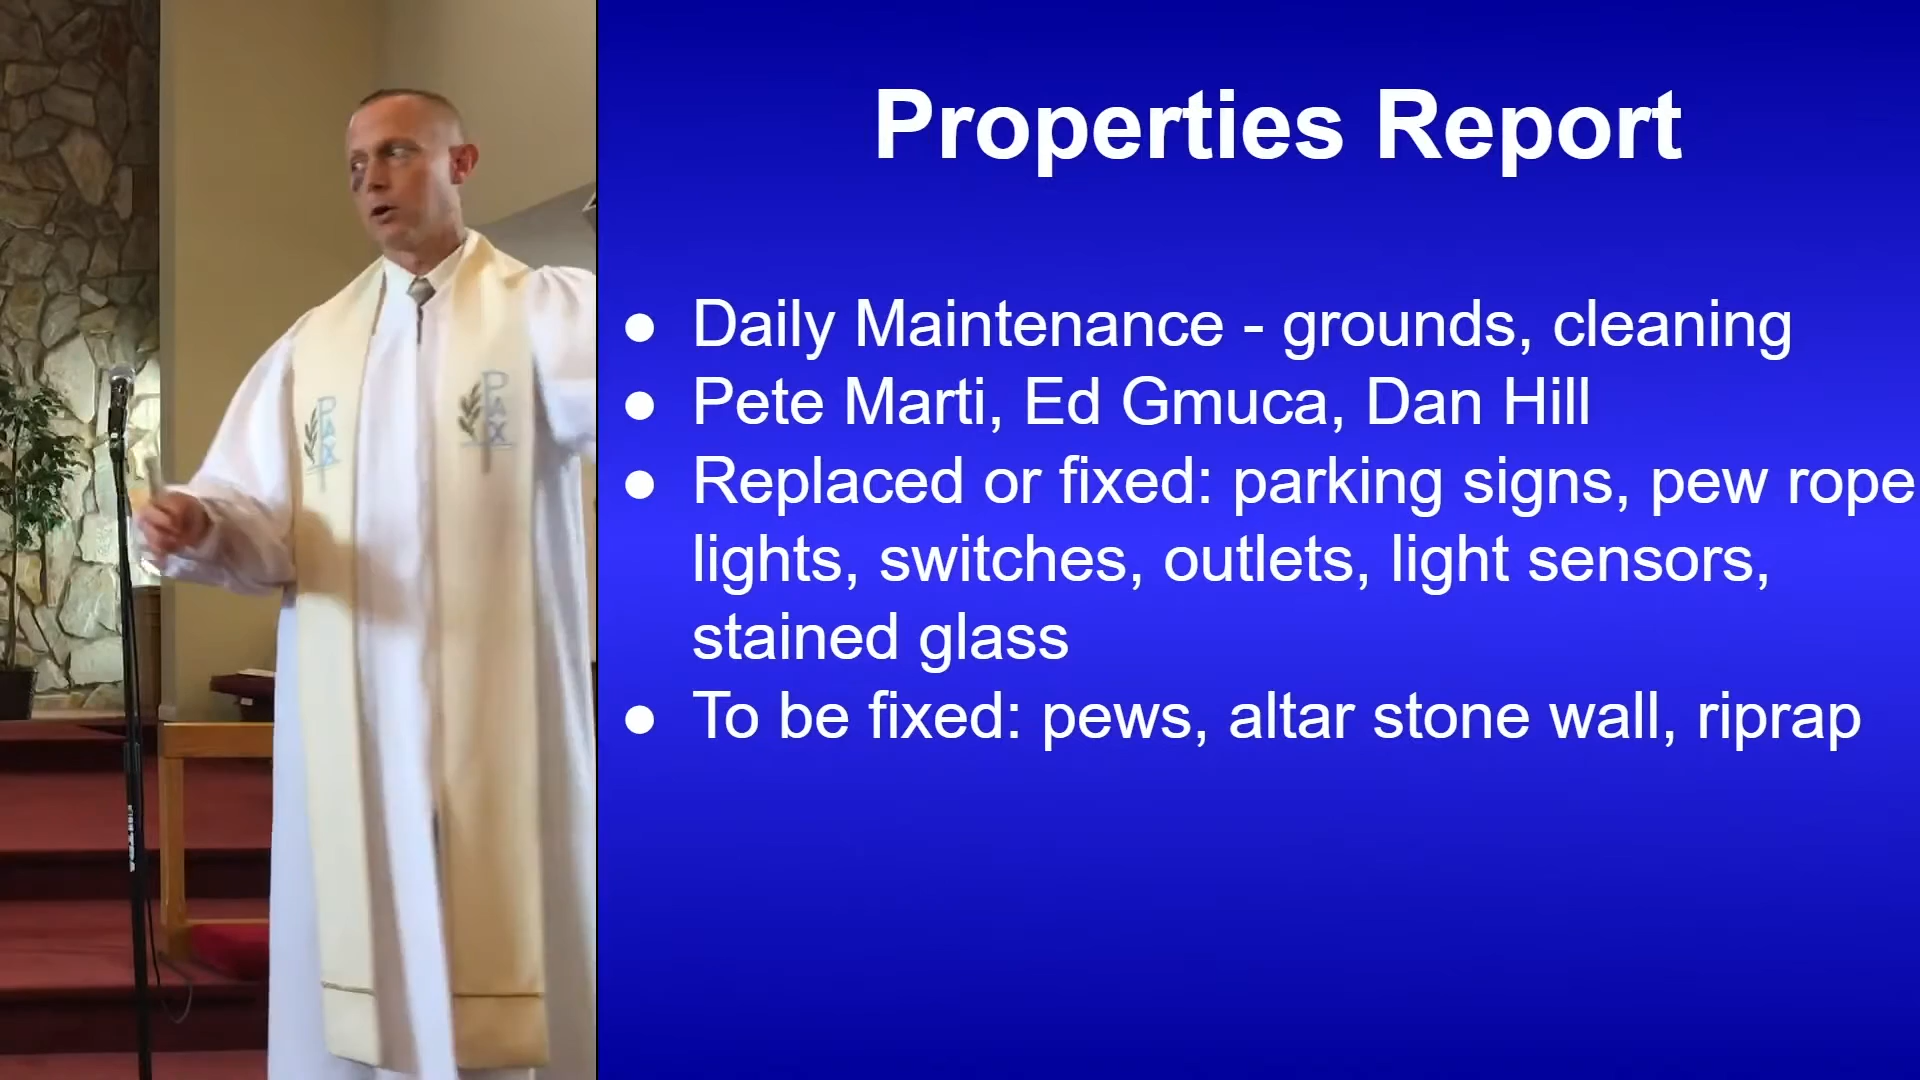 Properties Report
● Daily Maintenance - grounds, cleaning
● Pete Marti, Ed Gmuca, Dan Hill
● Replaced or fixed: parking signs, pew rope
lights, switches, outlets, light sensors,
stained glass
● To be fixed: pews, altar stone wall, riprap
PAX
PAX